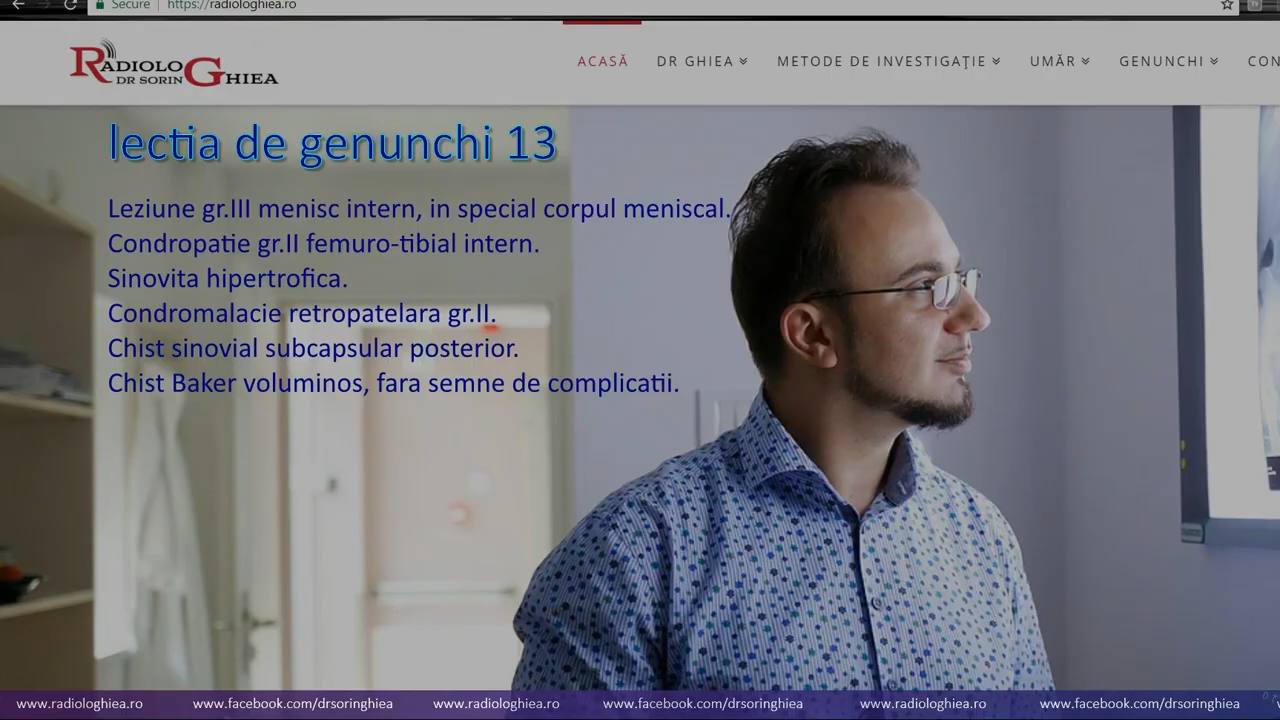 Secure https://radiologhiea.ro
RADIOLOGHIEA
DR SORIN
ACASĂ DR GHIEA METODE DE INVESTIGAȚIE UMĂR GENUNCHI CON
lectia de genunchi 13
Leziune gr.III menisc intern, in special corpul meniscal.
Condropatie gr.II femuro-tibial intern.
Sinovita hipertrofica.
Condromalacie retropatelara gr.II.
Chist sinovial subcapsular posterior.
Chist Baker voluminos, fara semne de complicatii.
www.radiologhiea.ro www.facebook.com/drsoringhiea www.radiologhiea.ro www.facebook.com/drsoringhiea www.radiologhiea.ro www.facebook.com/drsoringhiea